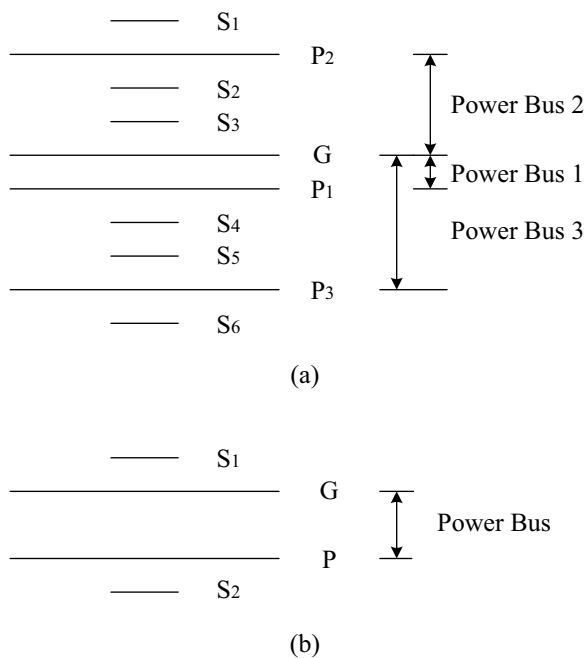 S1
P2
S2
Power Bus 2
S3
G
Power Bus 1
P1
S4
Power Bus 3
S5
P3
S6
(a)
S1
G
Power Bus
P
S2
(b)